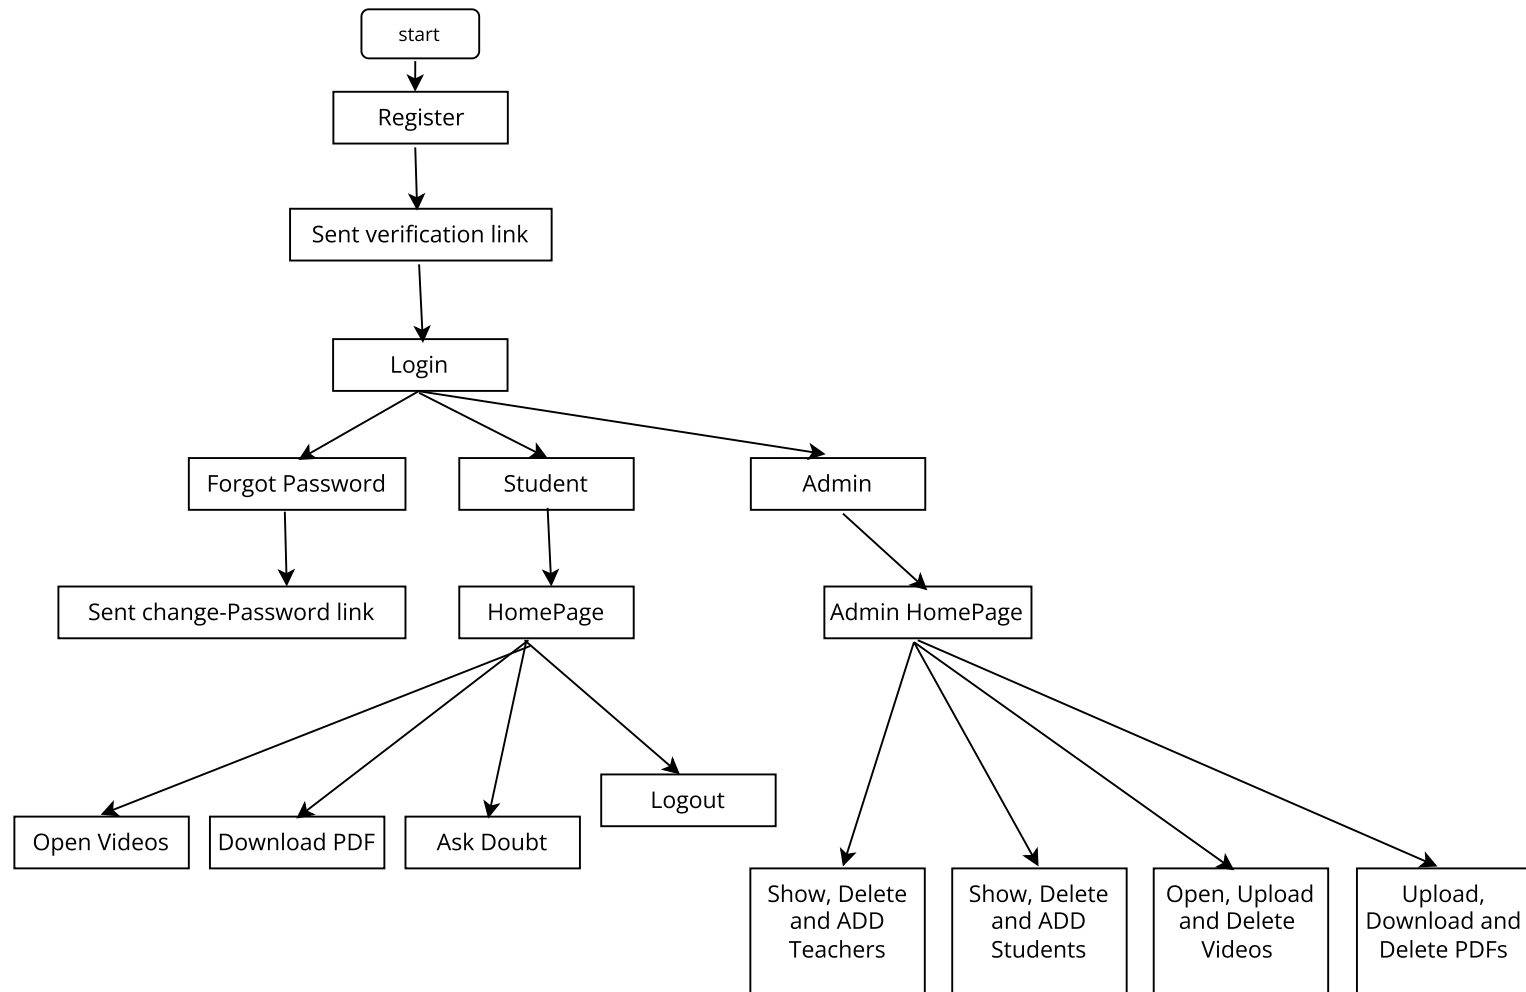 start
Register
Sent verification link
Login
Forgot Password
Student
Admin
Sent change-Password link
HomePage
Admin HomePage
Open Videos
Download PDF
Ask Doubt
Logout
Show, Delete
and ADD
Teachers
Show, Delete
and ADD
Students
Open, Upload
and Delete
Videos
Upload,
Download and
Delete PDFs